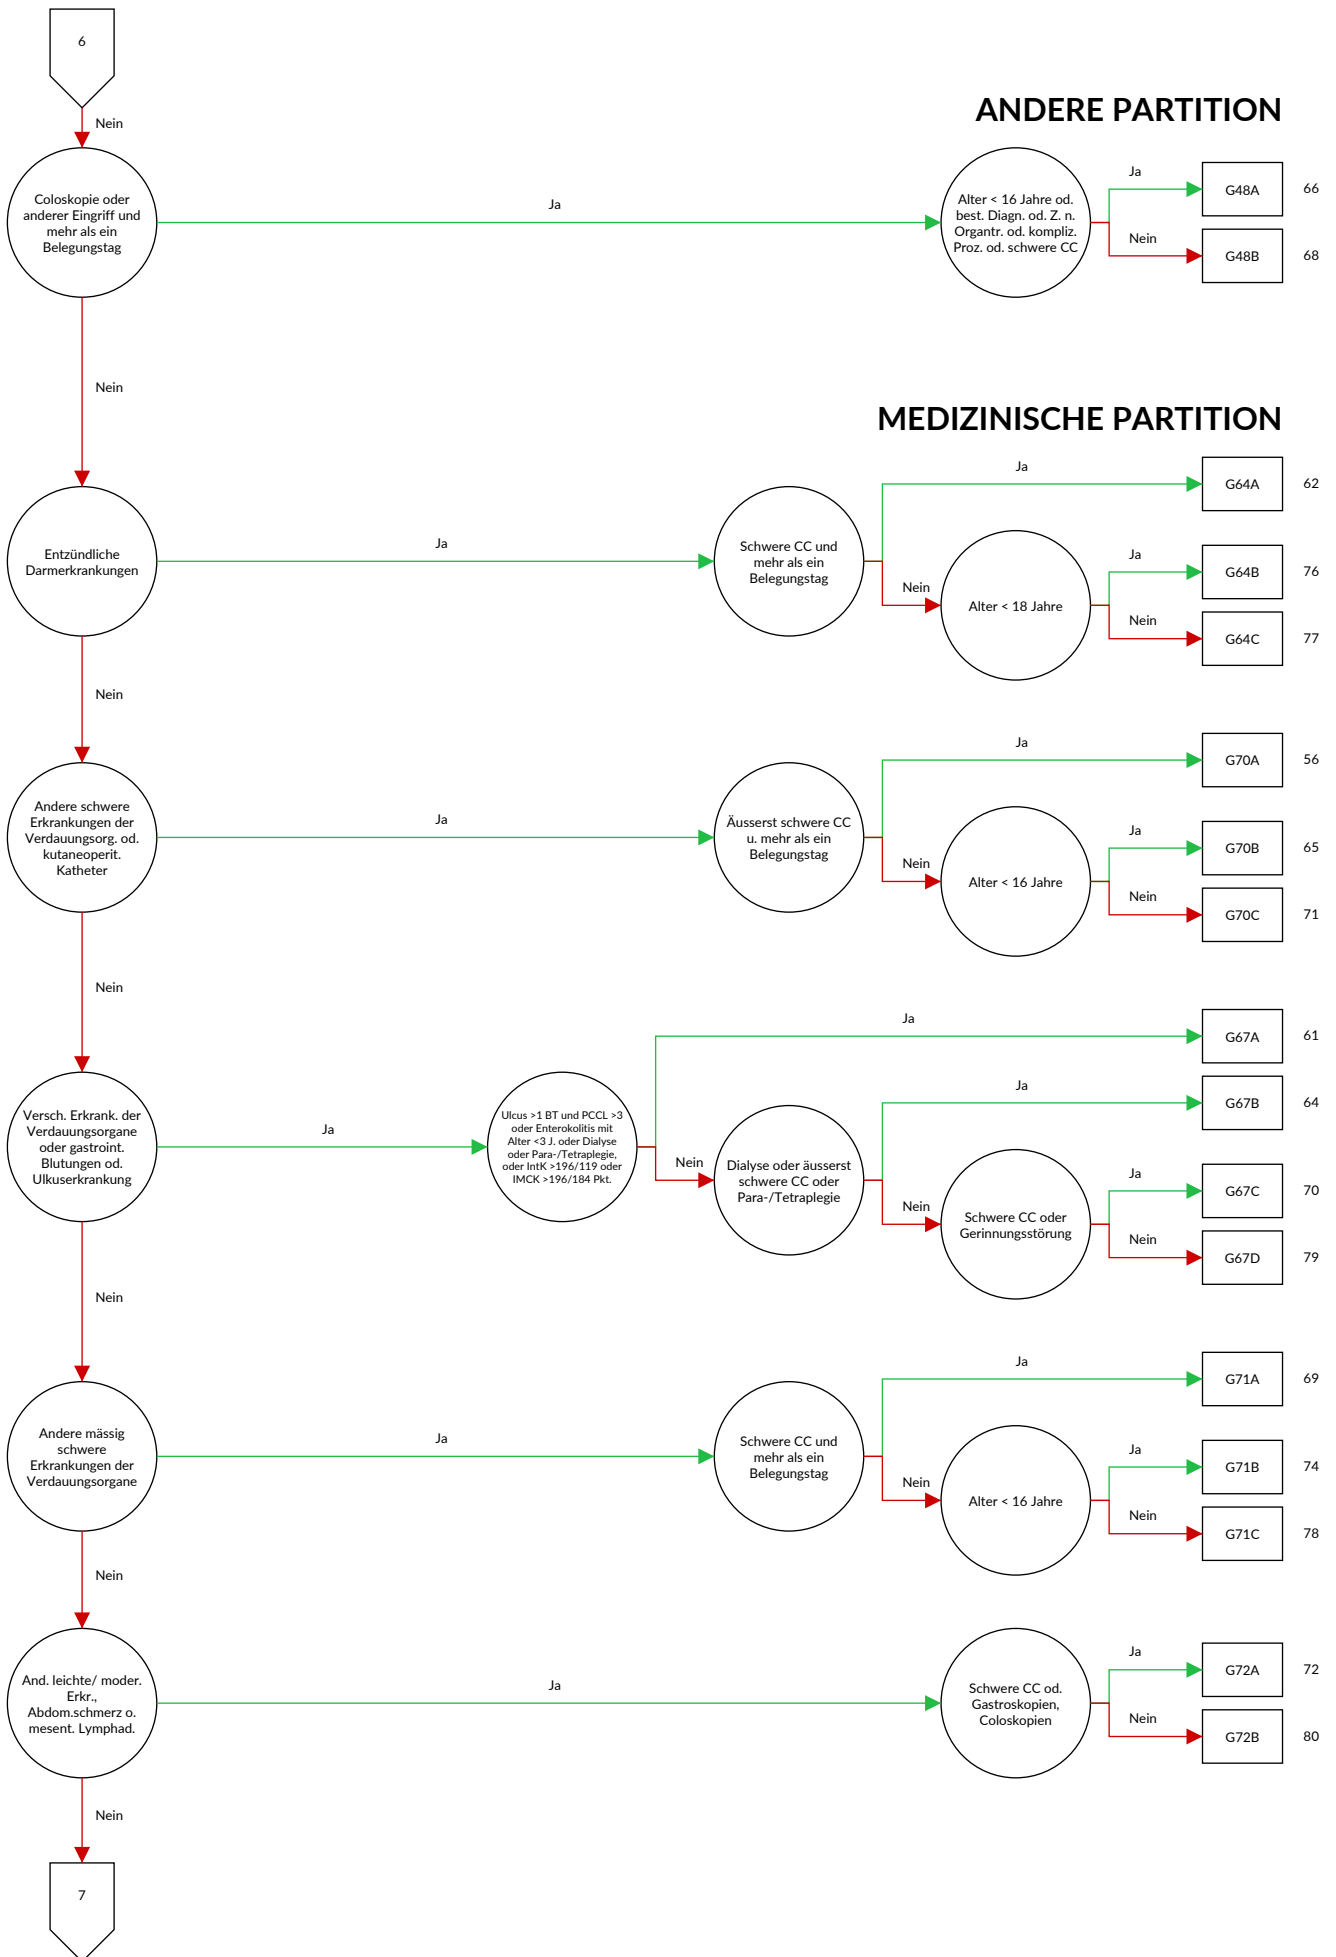 6
Nein
ANDERE PARTITION
Coloskopie oder
anderer Eingriff und
mehr als ein
Belegungstag
Ja
Alter < 16 Jahre od.
best. Diagn. od. Z. n.
Organtr. od. kompliz.
Proz. od. schwere CC
Ja
G48A
66
Nein
G48B
68
Nein
MEDIZINISCHE PARTITION
Entzündliche
Darmerkrankungen
Ja
Schwere CC und
mehr als ein
Belegungstag
Ja
G64A
62
Nein
Alter < 18 Jahre
Ja
G64B
76
Nein
G64C
77
Nein
Andere schwere
Erkrankungen der
Verdauungsorg. od.
kutaneoperit.
Katheter
Ja
Äusserst schwere CC
u. mehr als ein
Belegungstag
Ja
G70A
56
Nein
Alter < 16 Jahre
Ja
G70B
65
Nein
G70C
71
Nein
Versch. Erkrank. der
Verdauungsorgane
oder gastroint.
Blutungen od.
Ulkuserkrankung
Ja
Ulcus >1 BT und PCCL >3
oder Enterokolitis mit
Alter <3 J. oder Dialyse
oder Para-/Tetraplegie,
oder IntK >196/119 oder
IMCK >196/184 Pkt.
Ja
G67A
61
Nein
Dialyse oder äusserst
schwere CC oder
Para-/Tetraplegie
Ja
G67B
64
Nein
Schwere CC oder
Gerinnungsstörung
Ja
G67C
70
Nein
G67D
79
Nein
Andere mässig
schwere
Erkrankungen der
Verdauungsorgane
Ja
Schwere CC und
mehr als ein
Belegungstag
Ja
G71A
69
Nein
Alter < 16 Jahre
Ja
G71B
74
Nein
G71C
78
Nein
And. leichte/ moder.
Erkr.,
Abdom.schmerz o.
mesent. Lymphad.
Ja
Schwere CC od.
Gastroskopien,
Coloskopien
Ja
G72A
72
Nein
G72B
80
Nein
7